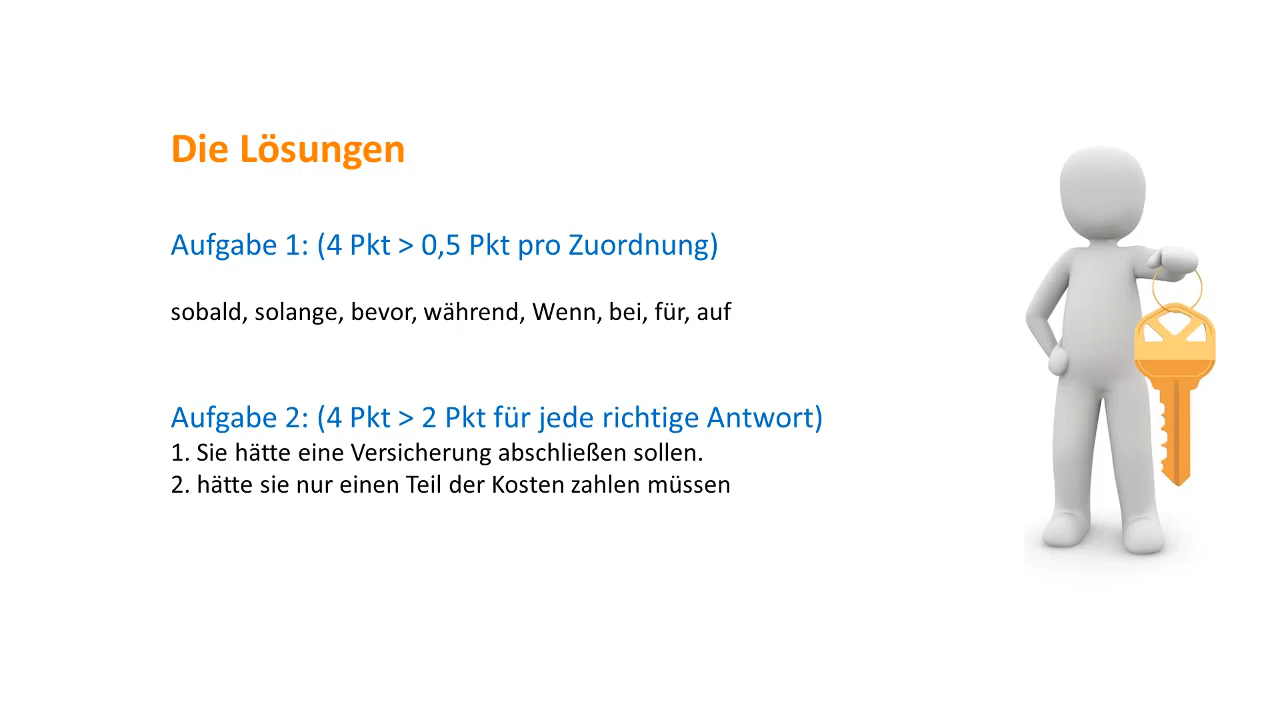 Die Lösungen
Aufgabe 1: (4 Pkt > 0,5 Pkt pro Zuordnung)
sobald, solange, bevor, während, Wenn, bei, für, auf
Aufgabe 2: (4 Pkt > 2 Pkt für jede richtige Antwort)
1. Sie hätte eine Versicherung abschließen sollen.
2. hätte sie nur einen Teil der Kosten zahlen müssen